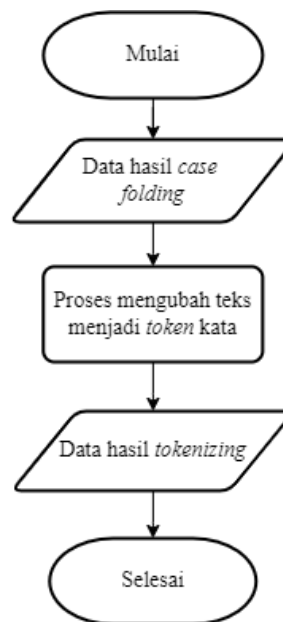 Mulai
Data hasil case
folding
Proses mengubah teks
menjadi token kata
Data hasil tokenizing
Selesai